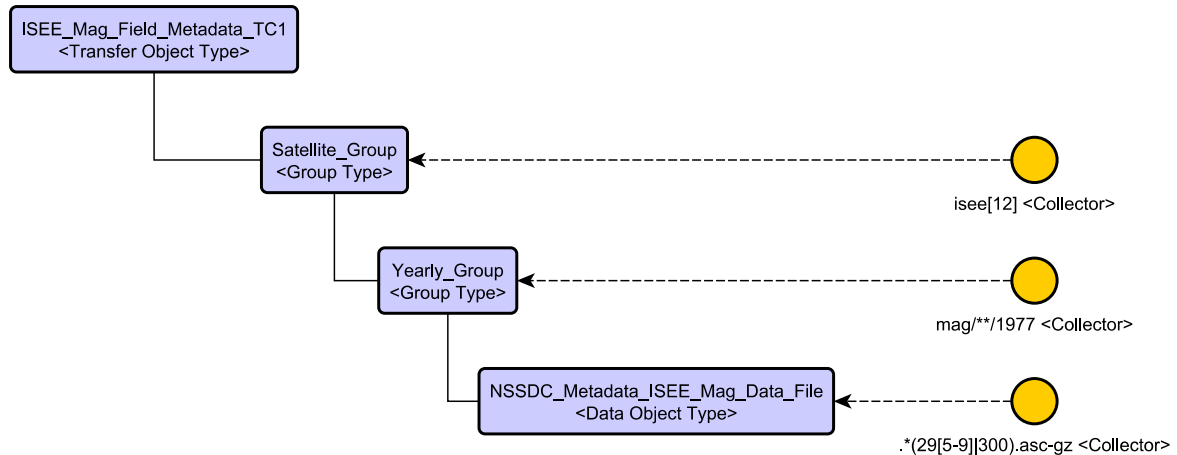 ISEE_Mag_Field_Metadata_TC1
<Transfer Object Type>
Satellite_Group
<Group Type>
isee[12] <Collector>
Yearly_Group
<Group Type>
mag/**/1977 <Collector>
NSSDC_Metadata_ISEE_Mag_Data_File
<Data Object Type>
.*(29[5-9]|300).asc-gz <Collector>